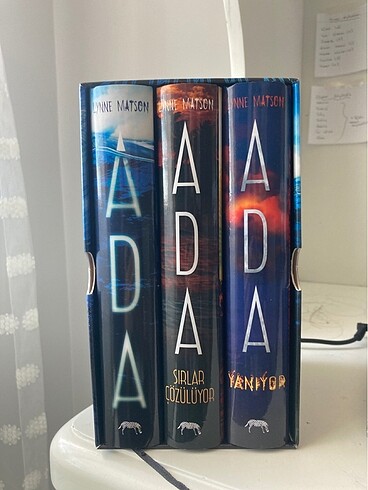 LYNNE MATSON
ADA
LYNNE MATSON
ADA
SIRLAR
ÇÖZÜLÜYOR
LYNNE MATSON
ADA
YANIYOR